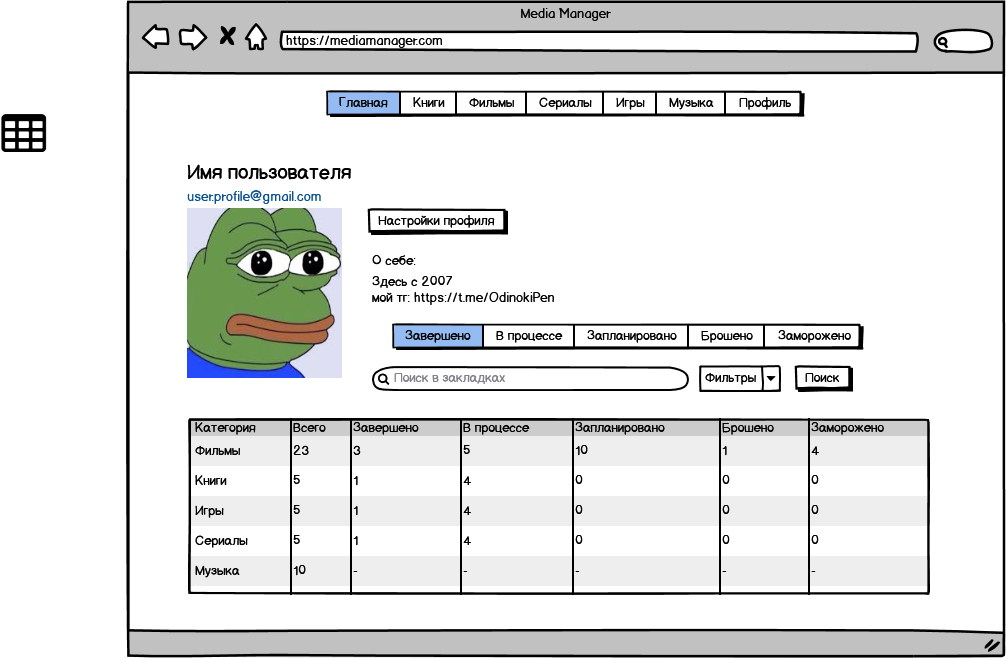 Media Manager
https://mediamanager.com
Главная Книги Фильмы Сериалы Игры Музыка Профиль
Имя пользователя
user.profile@gmail.com
Настройки профиля
О себе:
Здесь с 2007
мой тг: https://t.me/OdinokiPen
Завершено В процессе Запланировано Брошено Заморожено
Поиск в закладках Фильтры Поиск
Категория Всего Завершено В процессе Запланировано Брошено Заморожено
Фильмы 23 3 5 10 1 4
Книги 5 1 4 0 0 0
Игры 5 1 4 0 0 0
Сериалы 5 1 4 0 0 0
Музыка 10 - - - - -